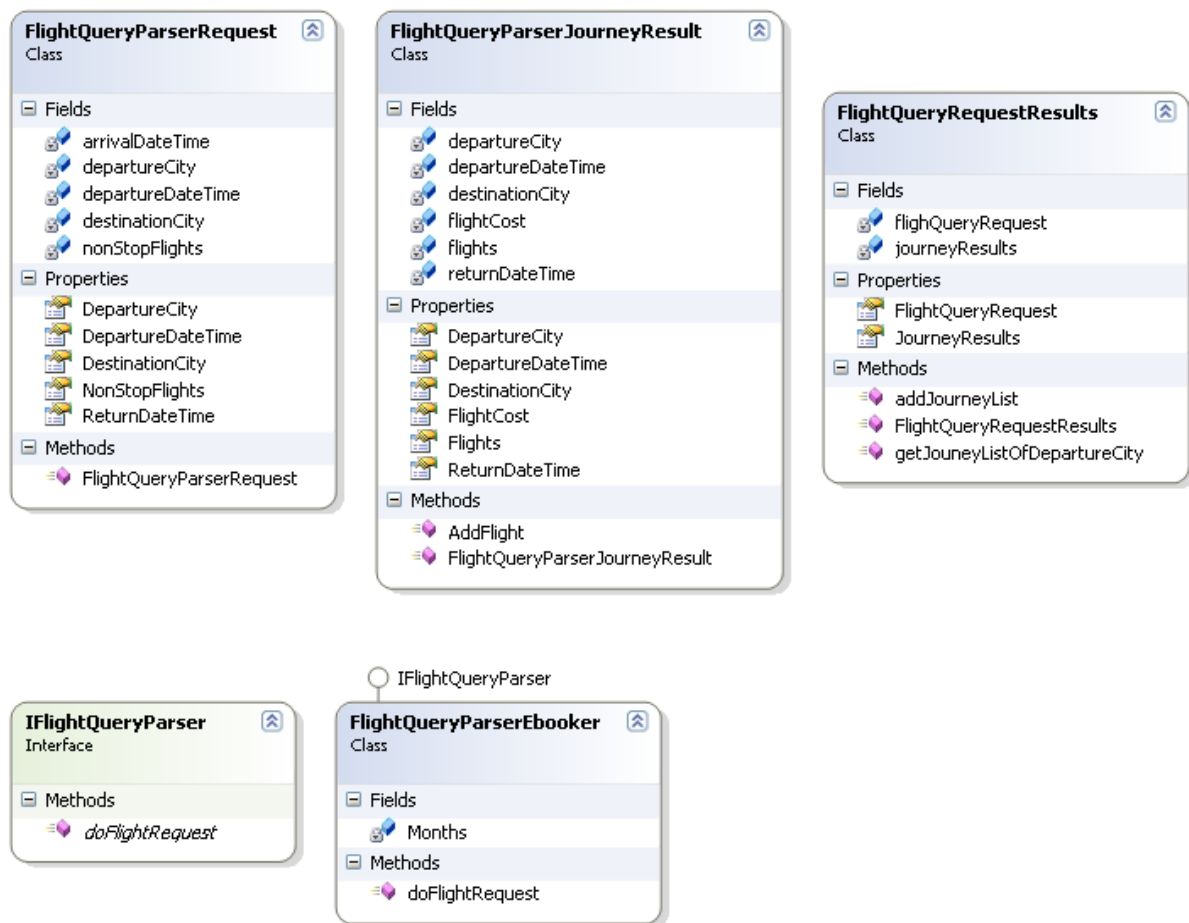 FlightQueryParserRequest
Class
Fields
arrivalDateTime
departureCity
departureDateTime
destinationCity
nonStopFlights
Properties
DepartureCity
DepartureDateTime
DestinationCity
NonStopFlights
ReturnDateTime
Methods
FlightQueryParserRequest
FlightQueryParserJourneyResult
Class
Fields
departureCity
departureDateTime
destinationCity
flightCost
flights
returnDateTime
Properties
DepartureCity
DepartureDateTime
DestinationCity
FlightCost
Flights
ReturnDateTime
Methods
AddFlight
FlightQueryParserJourneyResult
FlightQueryRequestResults
Class
Fields
flighQueryRequest
journeyResults
Properties
FlightQueryRequest
JourneyResults
Methods
addJourneyList
FlightQueryRequestResults
getJouneyListOfDepartureCity
IFlightQueryParser
Interface
Methods
doFlightRequest
IFlightQueryParser
FlightQueryParserEbooker
Class
Fields
Months
Methods
doFlightRequest